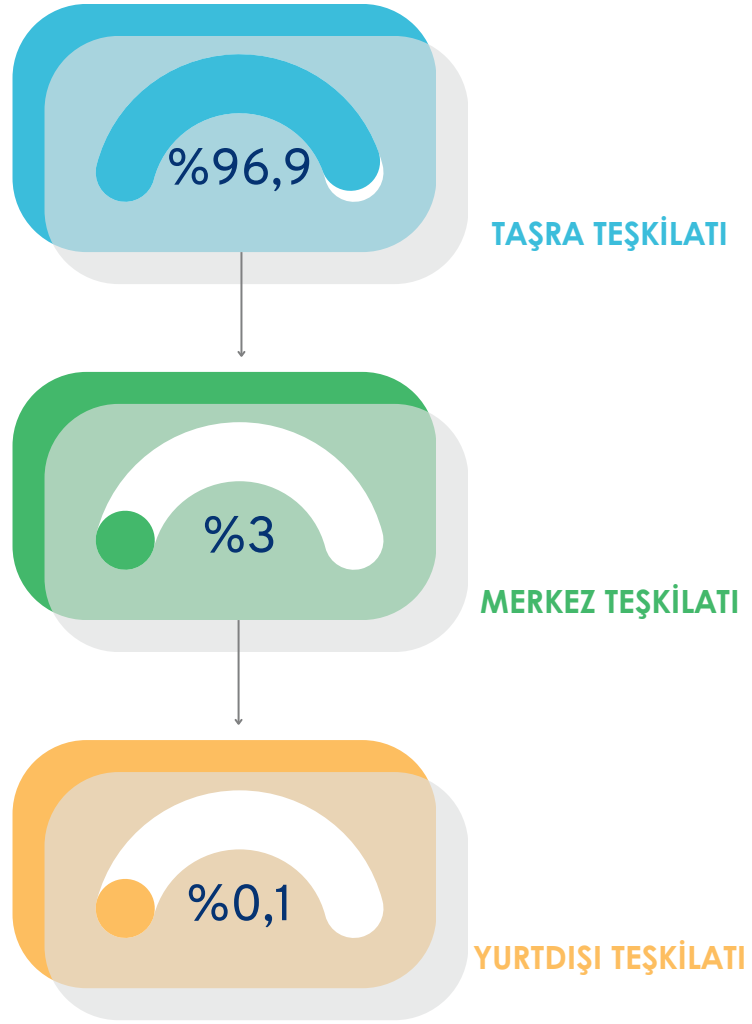 %96,9
TAŞRA TEŞKİLATI
%3
MERKEZ TEŞKİLATI
%0,1
YURTDIŞI TEŞKİLATI